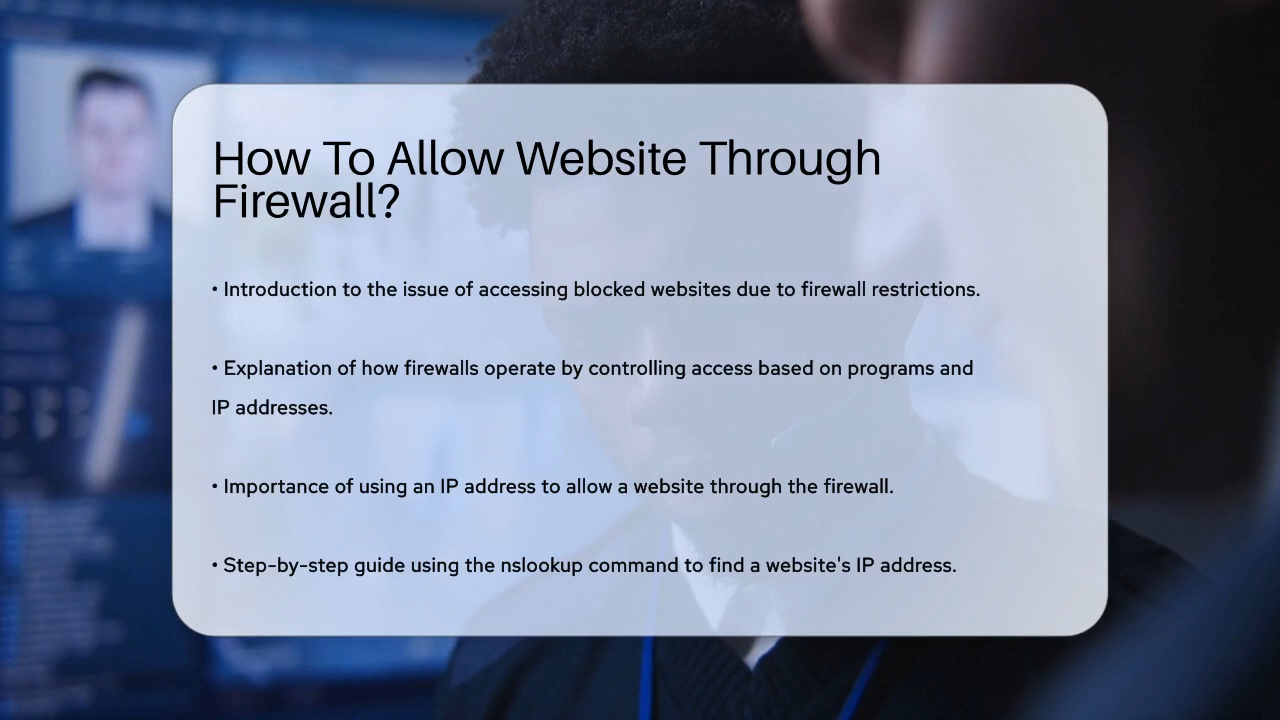 How To Allow Website Through
Firewall?
• Introduction to the issue of accessing blocked websites due to firewall restrictions.
• Explanation of how firewalls operate by controlling access based on programs and
IP addresses.
• Importance of using an IP address to allow a website through the firewall.
• Step-by-step guide using the nslookup command to find a website's IP address.